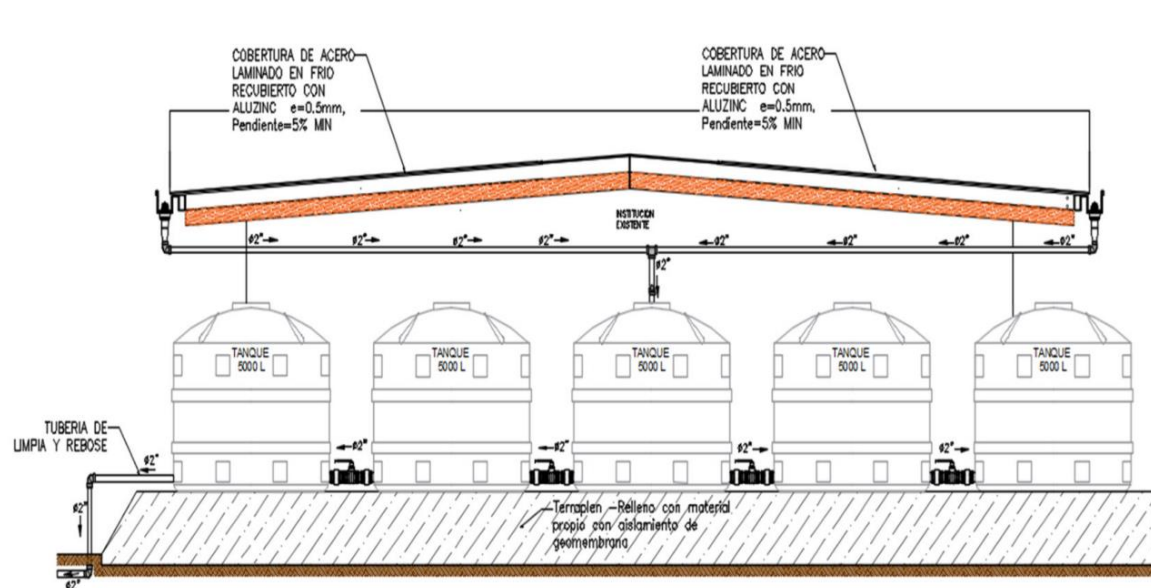 COBERTURA DE ACERO
LAMINADO EN FRIO
RECUBIERTO CON
ALUZINC e=0.5mm,
Pendiente=5% MIN
COBERTURA DE ACERO
LAMINADO EN FRIO
RECUBIERTO CON
ALUZINC e=0.5mm,
Pendiente=5% MIN
INSTITUCION
EXISTENTE
ø2" ø2" ø2" ø2" ø2" ø2" ø2" ø2"
ø2"
TANQUE
5000 L
TANQUE
5000 L
TANQUE
5000 L
TANQUE
5000 L
TANQUE
5000 L
TUBERIA DE
LIMPIA Y REBOSE
ø2" ø2" ø2" ø2"
ø2"
ø2"
Terraplen -Relleno con material
propio con aislamiento de
geomembrana
ø2"